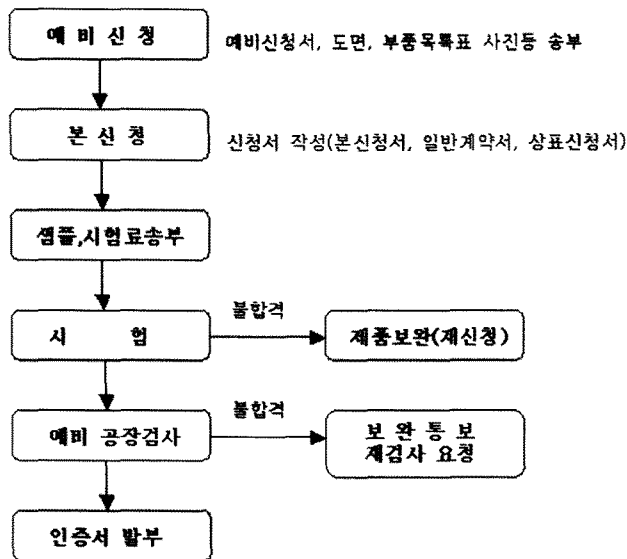 예 비 신 청
예비신청서, 도면, 부품목록표 사진등 송부
본 신 청
신청서 작성(본신청서, 일반계약서, 상표신청서)
샘플,시험료송부
불합격
시 험
제품보완(재신청)
불합격
예비 공장검사
보 완 통 보
재검사 요청
인증서 발부